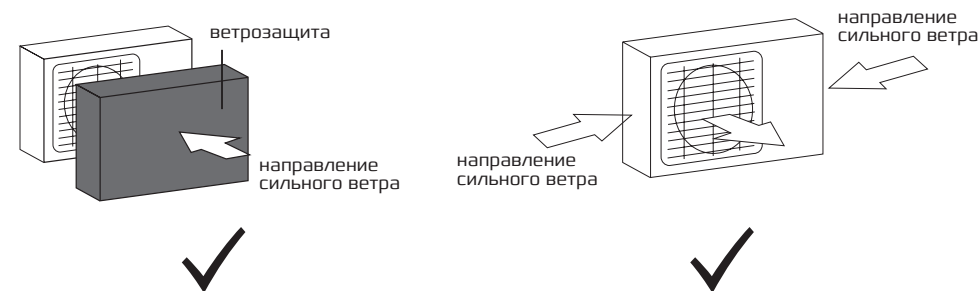 ветрозащита
направление
сильного ветра
направление
сильного ветра
направление
сильного ветра